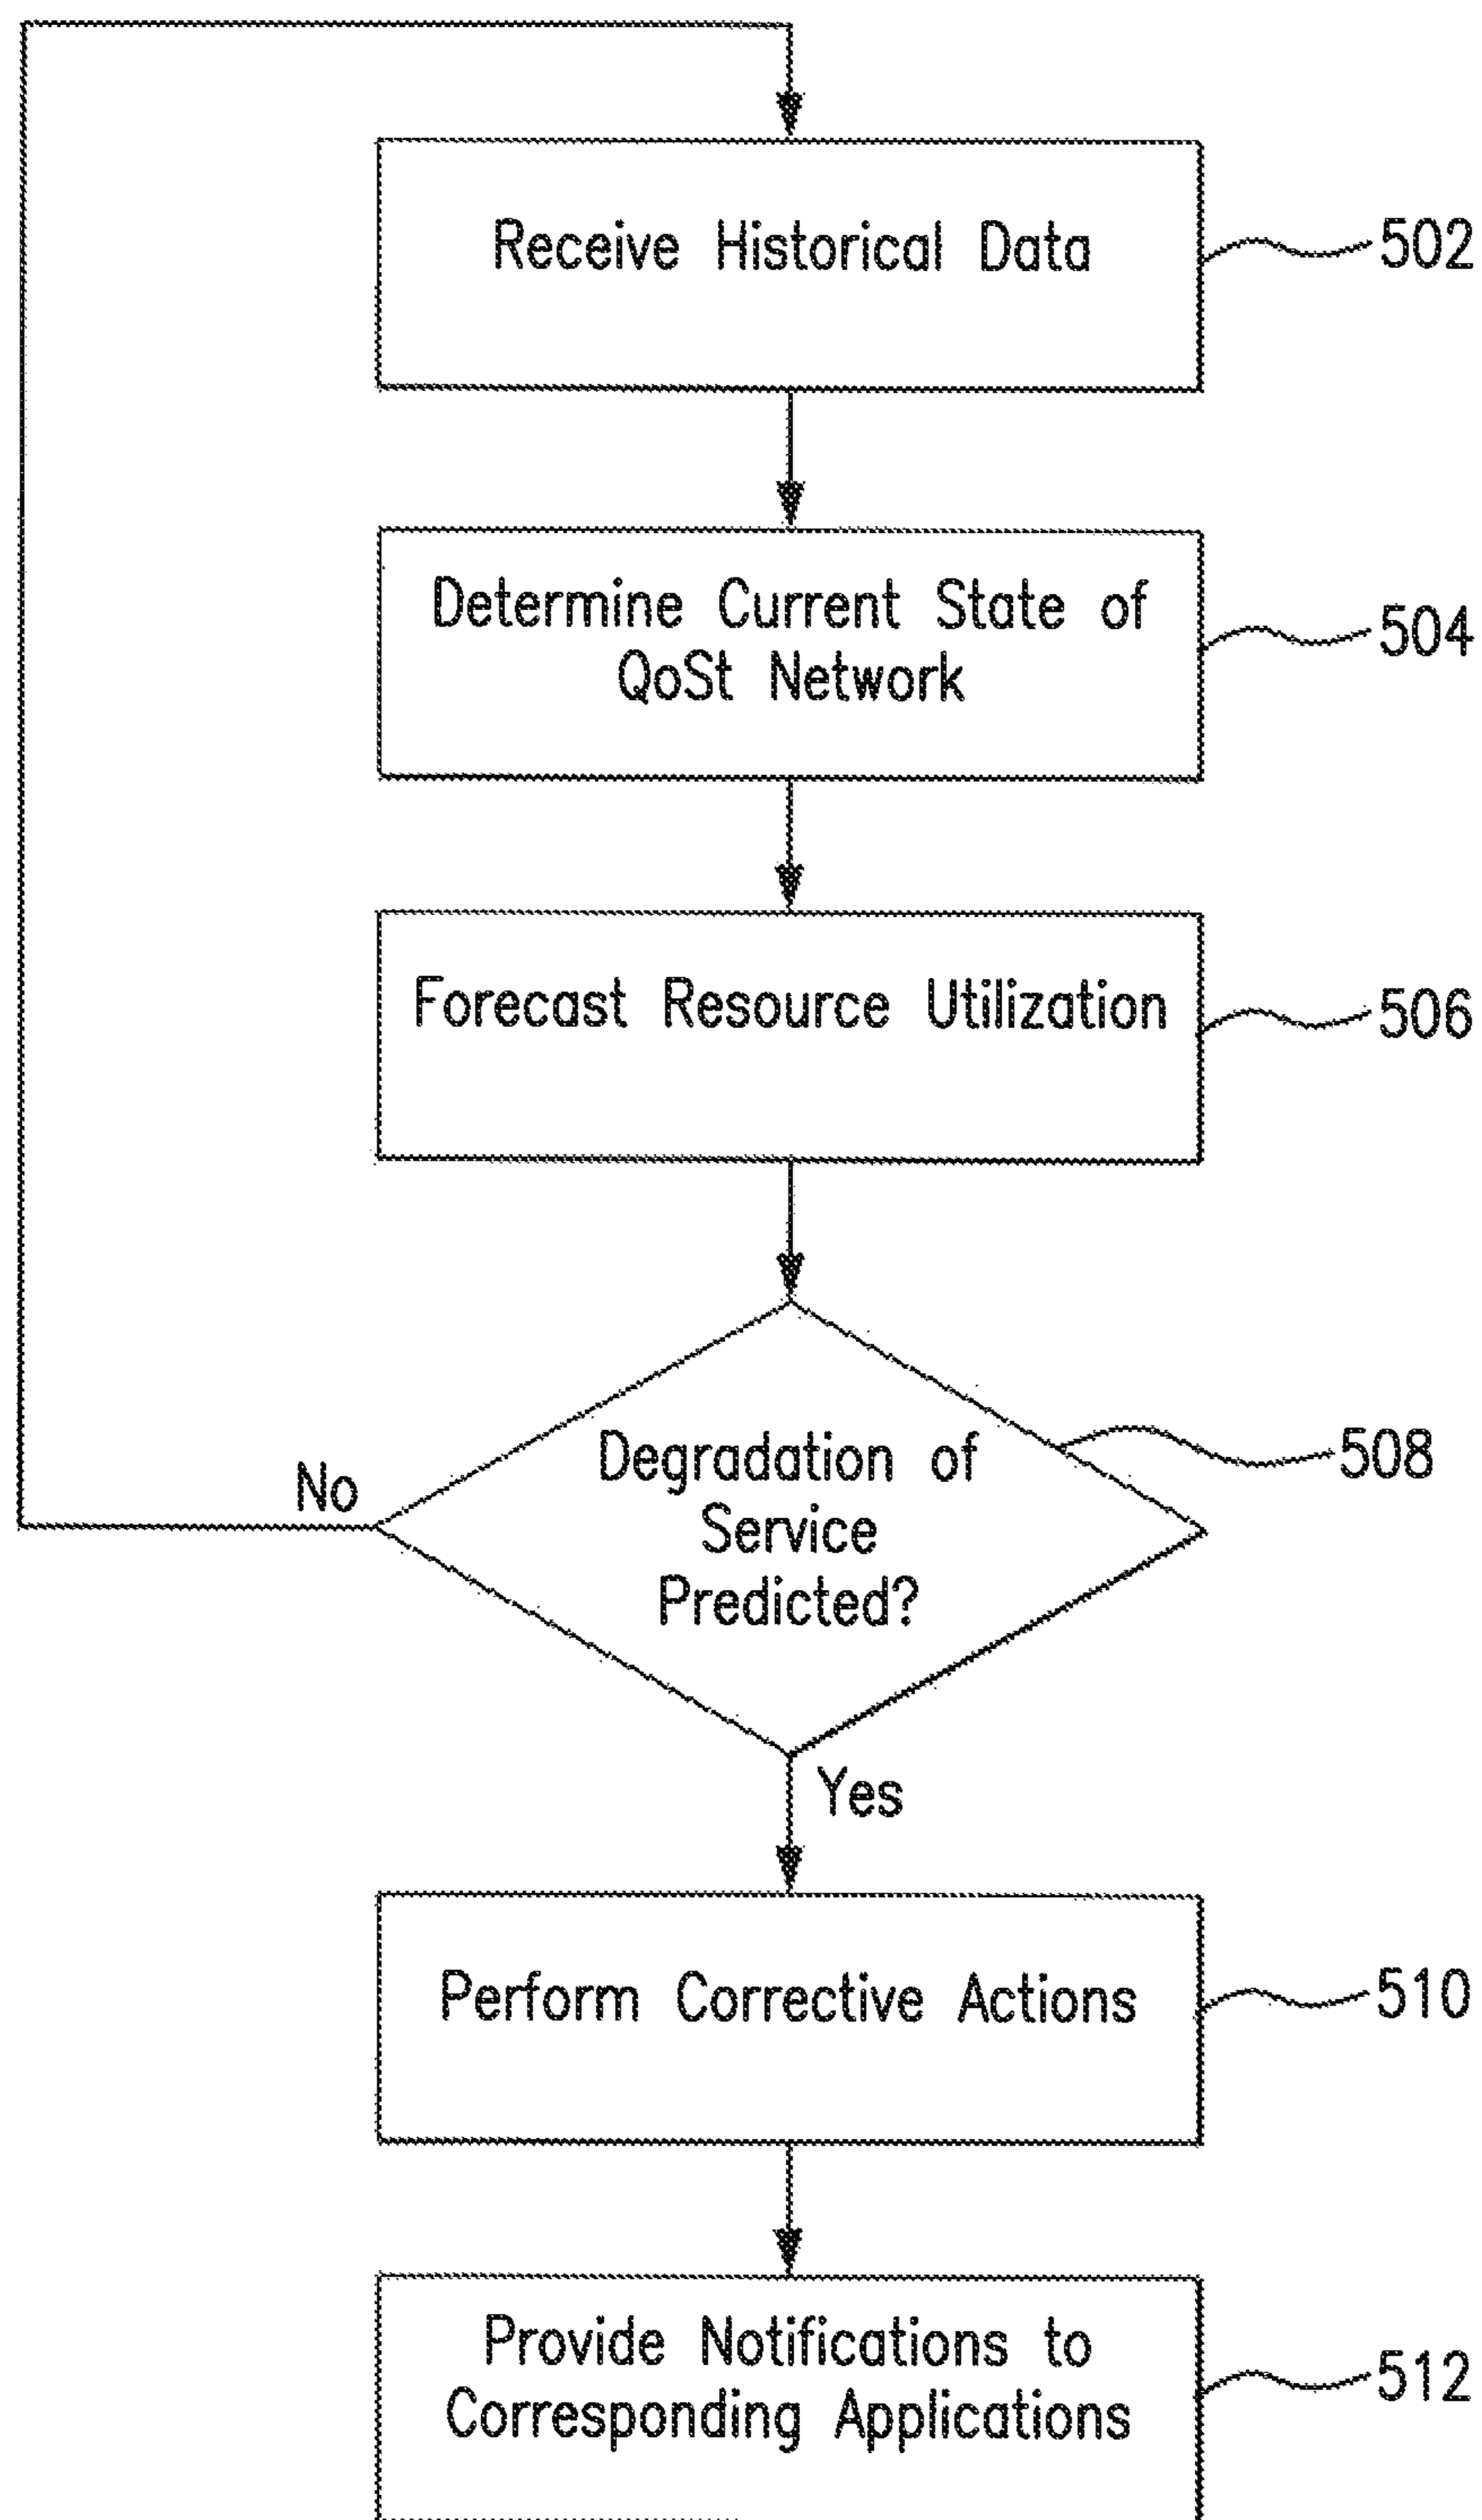 Receive Historical Data
502
Determine Current State of
QoSt Network
504
Forecast Resource Utilization
506
Degradation of
Service
Predicted?
508
No
Yes
Perform Corrective Actions
510
Provide Notifications to
Corresponding Applications
512